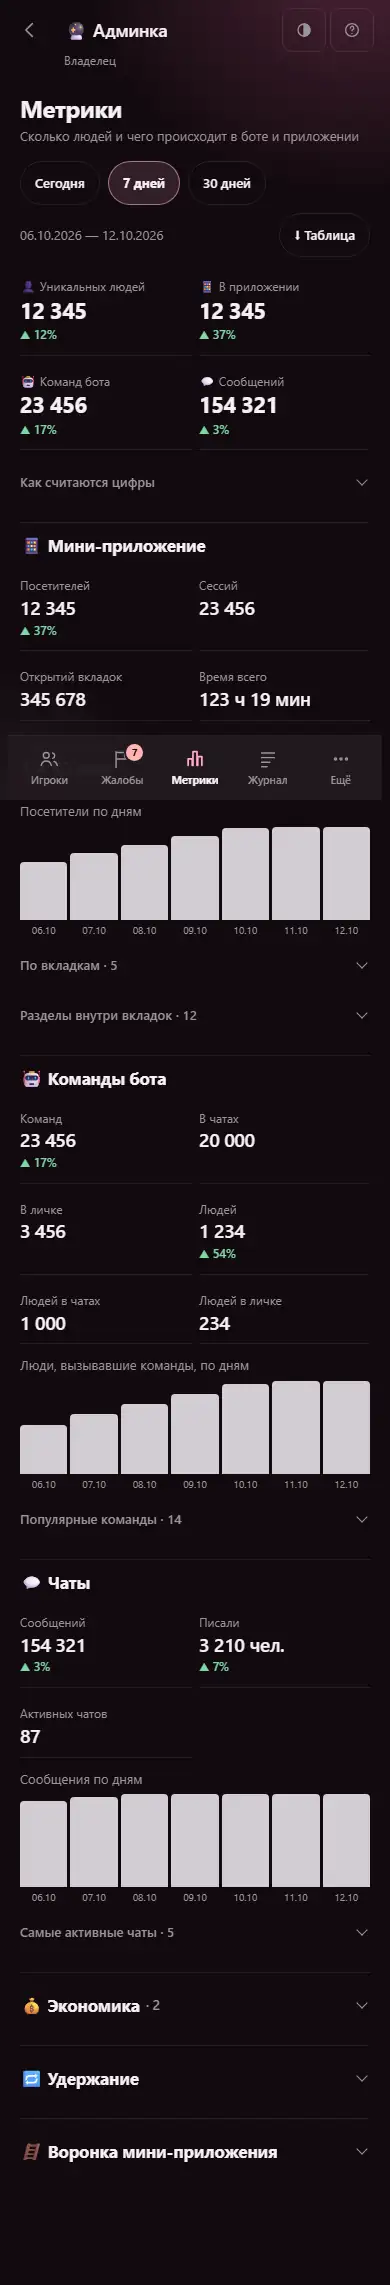 Админка
Владелец
Метрики
Сколько людей и чего происходит в боте и приложении
Сегодня
7 дней
30 дней
06.10.2026 — 12.10.2026
⬇ Таблица
Уникальных людей
12 345
▲ 12%
В приложении
12 345
▲ 37%
Команд бота
23 456
▲ 17%
Сообщений
154 321
▲ 3%
Как считаются цифры
Мини-приложение
Посетителей
12 345
▲ 37%
Сессий
23 456
Открытий вкладок
345 678
Время всего
123 ч 19 мин
Игроки
7
Жалобы
Метрики
Журнал
Ещё
Посетители по дням
06.10 07.10 08.10 09.10 10.10 11.10 12.10
По вкладкам · 5
Разделы внутри вкладок · 12
Команды бота
Команд
23 456
▲ 17%
В чатах
20 000
В личке
3 456
Людей
1 234
▲ 54%
Людей в чатах
1 000
Людей в личке
234
Люди, вызывавшие команды, по дням
06.10 07.10 08.10 09.10 10.10 11.10 12.10
Популярные команды · 14
Чаты
Сообщений
154 321
▲ 3%
Писали
3 210 чел.
▲ 7%
Активных чатов
87
Сообщения по дням
06.10 07.10 08.10 09.10 10.10 11.10 12.10
Самые активные чаты · 5
Экономика · 2
Удержание
Воронка мини-приложения